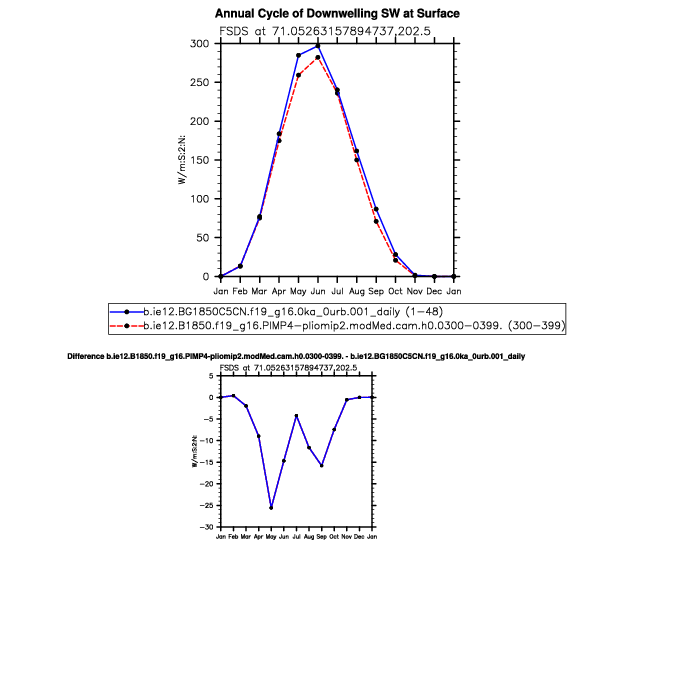 Annual Cycle of Downwelling SW at Surface
FSDS at 71.05263157894737,202.5
300
250
200
150
100
50
0
W/m:S:2:N:
Jan Feb Mar Apr May Jun Jul Aug Sep Oct Nov Dec Jan
b.ie12.BG1850C5CN.f19_g16.0ka_0urb.001_daily (1-48)
b.ie12.B1850.f19_g16.PIMP4-pliomip2.modMed.cam.h0.0300-0399. (300-399)
Difference b.ie12.B1850.f19_g16.PIMP4-pliomip2.modMed.cam.h0.0300-0399. - b.ie12.BG1850C5CN.f19_g16.0ka_0urb.001_daily
FSDS at 71.05263157894737,202.5
5
0
-5
-10
-15
-20
-25
-30
W/m:S:2:N:
Jan Feb Mar Apr May Jun Jul Aug Sep Oct Nov Dec Jan